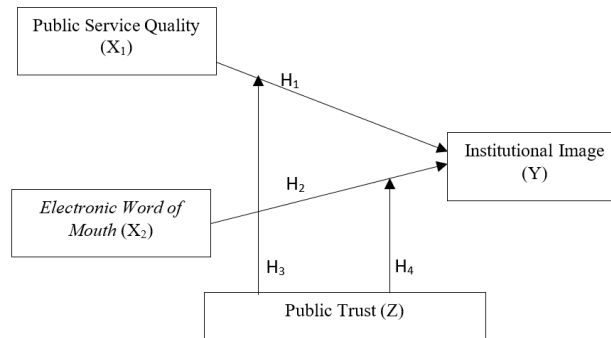 Public Service Quality
(X₁)
H₁
Institutional Image
(Y)
H₂
Electronic Word of
Mouth (X₂)
H₃
H₄
Public Trust (Z)